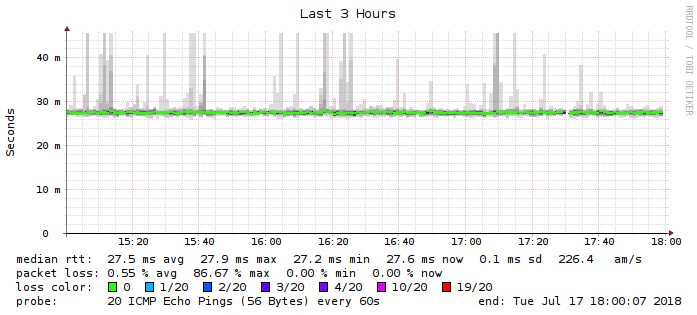 Last 3 Hours
RRDTOOL / TOBI OETIKER
Seconds
40 m
30 m
20 m
10 m
0
15:20 15:40 16:00 16:20 16:40 17:00 17:20 17:40 18:00
median rtt: 27.5 ms avg 27.9 ms max 27.2 ms min 27.6 ms now 0.1 ms sd 226.4 am/s
packet loss: 0.55 % avg 86.67 % max 0.00 % min 0.00 % now
loss color: 0 1/20 2/20 3/20 4/20 10/20 19/20
probe: 20 ICMP Echo Pings (56 Bytes) every 60s end: Tue Jul 17 18:00:07 2018